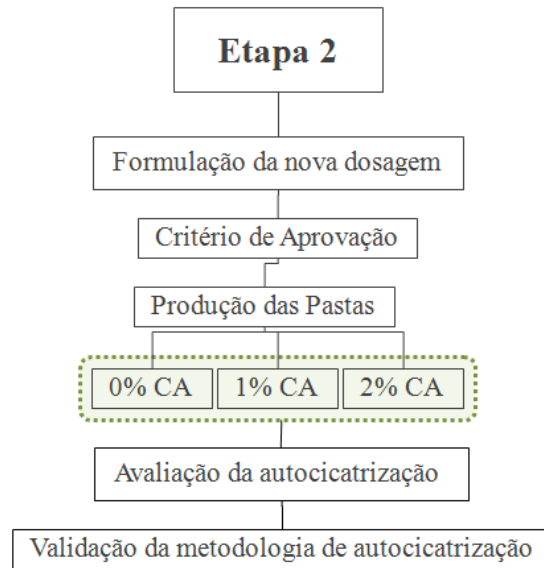 Etapa 2
Formulação da nova dosagem
Critério de Aprovação
Produção das Pastas
0% CA
1% CA
2% CA
Avaliação da autocicatrização
Validação da metodologia de autocicatrização